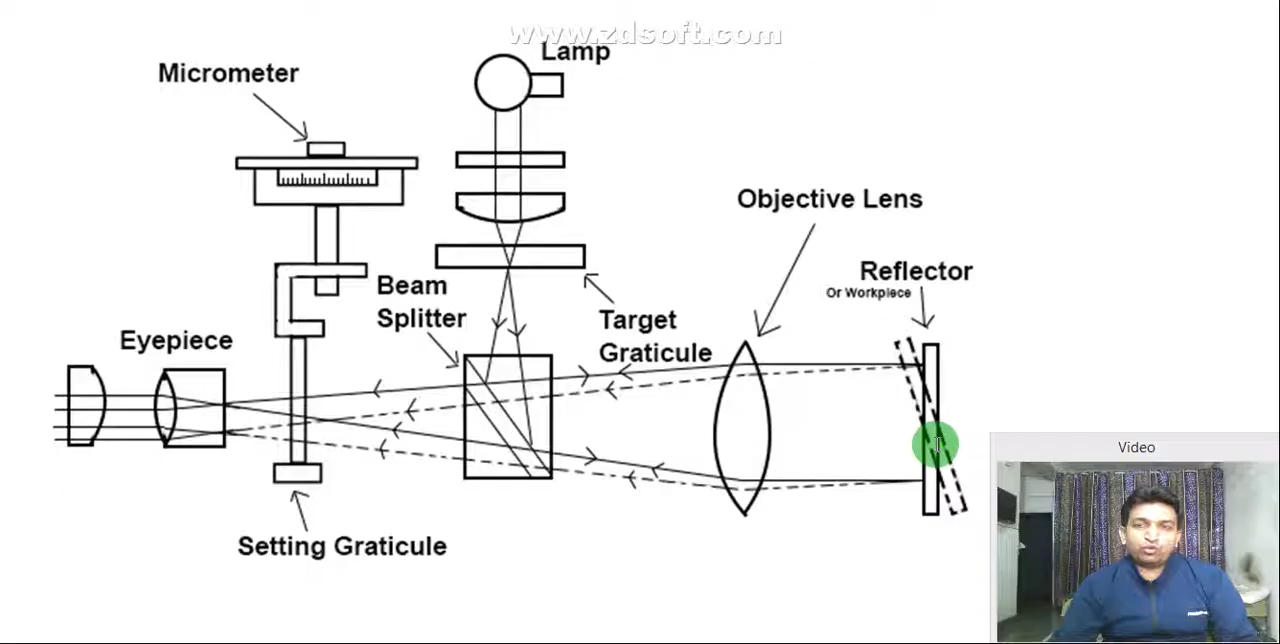 www.zdsoft.com
Lamp
Micrometer
Objective Lens
Reflector
Or Workpiece
Beam
Splitter
Target
Graticule
Eyepiece
Setting Graticule
Video